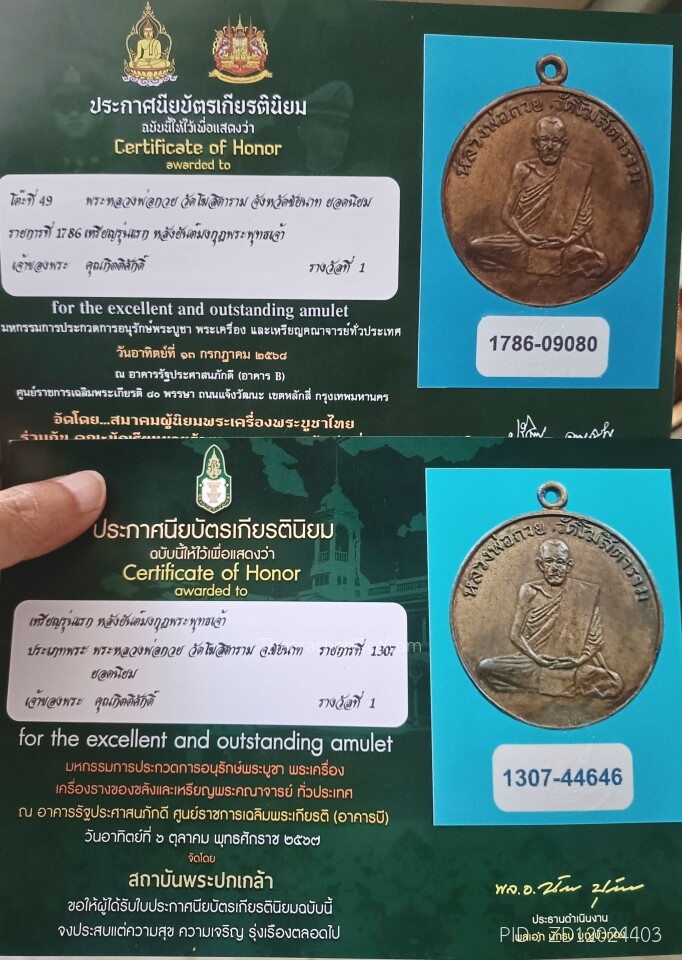 ประกาศนียบัตรเกียรตินิยม
ฉบับนี้ให้ไว้เพื่อแสดงว่า
Certificate of Honor
awarded to
โต๊ะที่ 49 พระหลวงพ่อกวย วัดโฆสิตาราม จังหวัดชัยนาท ยอดนิยม
รายการที่ 1786 เหรียญรุ่นแรก หลังยันต์มงกุฎพระพุทธเจ้า
เจ้าของพระ คุณกิตติศักดิ์ รางวัลที่ 1
for the excellent and outstanding amulet
มหกรรมการประกวดการอนุรักษ์พระบูชา พระเครื่อง และเหรียญคณาจารย์ทั่วประเทศ
วันอาทิตย์ที่ ๑๓ กรกฎาคม ๒๕๖๘
ณ อาคารรัฐประศาสนภักดี (อาคาร B)
ศูนย์ราชการเฉลิมพระเกียรติ ๘๐ พรรษา ถนนแจ้งวัฒนะ เขตหลักสี่ กรุงเทพมหานคร
จัดโดย...สมาคมผู้นิยมพระเครื่องพระบูชาไทย
หลวงพ่อกวย วัดโฆสิตาราม
1786-09080
ประกาศนียบัตรเกียรตินิยม
ฉบับนี้ให้ไว้เพื่อแสดงว่า
Certificate of Honor
awarded to
เหรียญรุ่นแรก หลังยันต์มงกุฎพระพุทธเจ้า
ประเภทพระ พระหลวงพ่อกวย วัดโฆสิตาราม จ.ชัยนาท รายการที่ 1307
ยอดนิยม
เจ้าของพระ คุณกิตติศักดิ์ รางวัลที่ 1
for the excellent and outstanding amulet
มหกรรมการประกวดการอนุรักษ์พระบูชา พระเครื่อง
เครื่องรางของขลังและเหรียญพระคณาจารย์ ทั่วประเทศ
ณ อาคารรัฐประศาสนภักดี ศูนย์ราชการเฉลิมพระเกียรติ (อาคารบี)
วันอาทิตย์ที่ ๖ ตุลาคม พุทธศักราช ๒๕๖๗
จัดโดย
สถาบันพระปกเกล้า
ขอให้ผู้ได้รับใบประกาศนียบัตรเกียรตินิยมฉบับนี้
จงประสบแต่ความสุข ความเจริญ รุ่งเรืองตลอดไป
หลวงพ่อกวย วัดโฆสิตาราม
1307-44646
พล.อ.
ประธานดำเนินงาน
PID ZD12024403